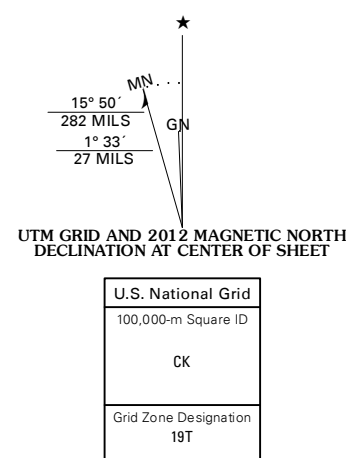 ★
MN
15° 50´
282 MILS
GN
1° 33´
27 MILS
UTM GRID AND 2012 MAGNETIC NORTH
DECLINATION AT CENTER OF SHEET
U.S. National Grid
100,000-m Square ID
CK
Grid Zone Designation
19T